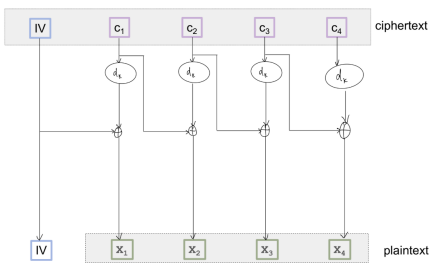 IV c₁ c₂ c₃ c₄ ciphertext
dₖ dₖ dₖ dₖ
IV x₁ x₂ x₃ x₄ plaintext